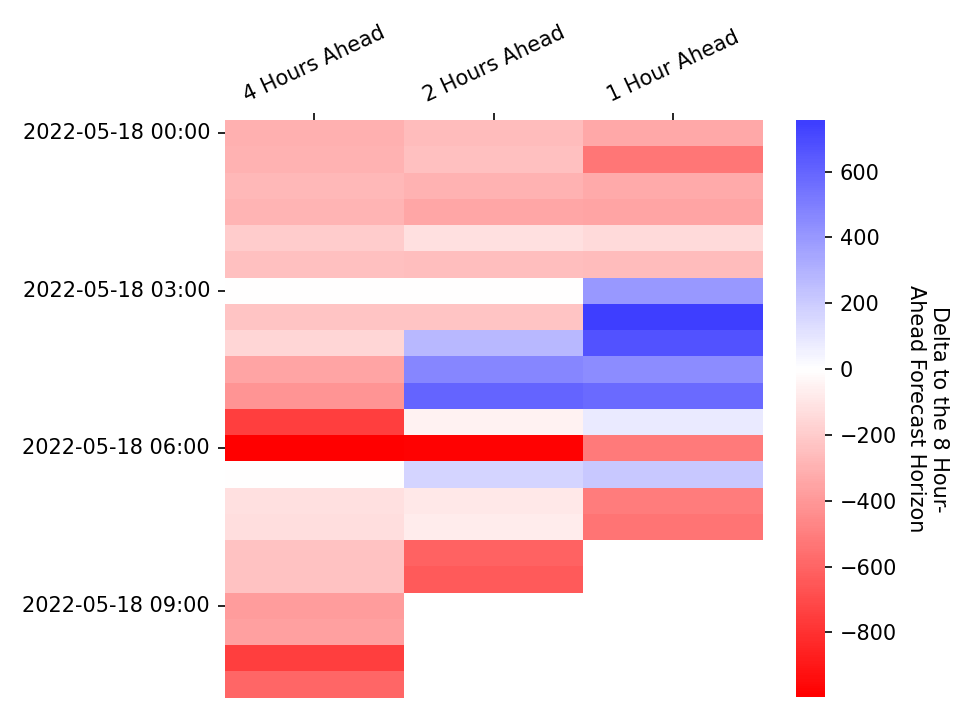 4 Hours Ahead
2 Hours Ahead
1 Hour Ahead
2022-05-18 00:00
2022-05-18 03:00
2022-05-18 06:00
2022-05-18 09:00
600
400
200
0
−200
−400
−600
−800
Delta to the 8 Hour-
Ahead Forecast Horizon